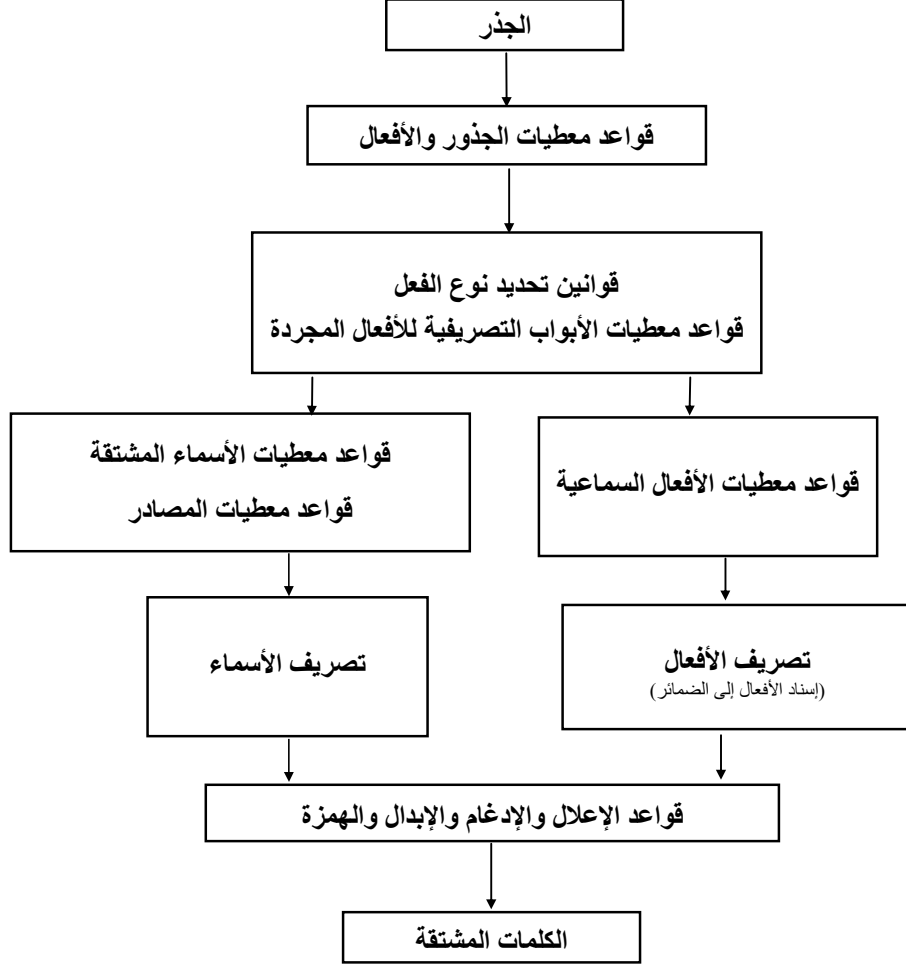 الجذر
قواعد معطيات الجذور والأفعال
قوانين تحديد نوع الفعل
قواعد معطيات الأبواب التصريفية للأفعال المجردة
قواعد معطيات الأفعال السماعية
قواعد معطيات الأسماء المشتقة
قواعد معطيات المصادر
تصريف الأفعال
(إسناد الأفعال إلى الضمائر)
تصريف الأسماء
قواعد الإعلال والإدغام والإبدال والهمزة
الكلمات المشتقة